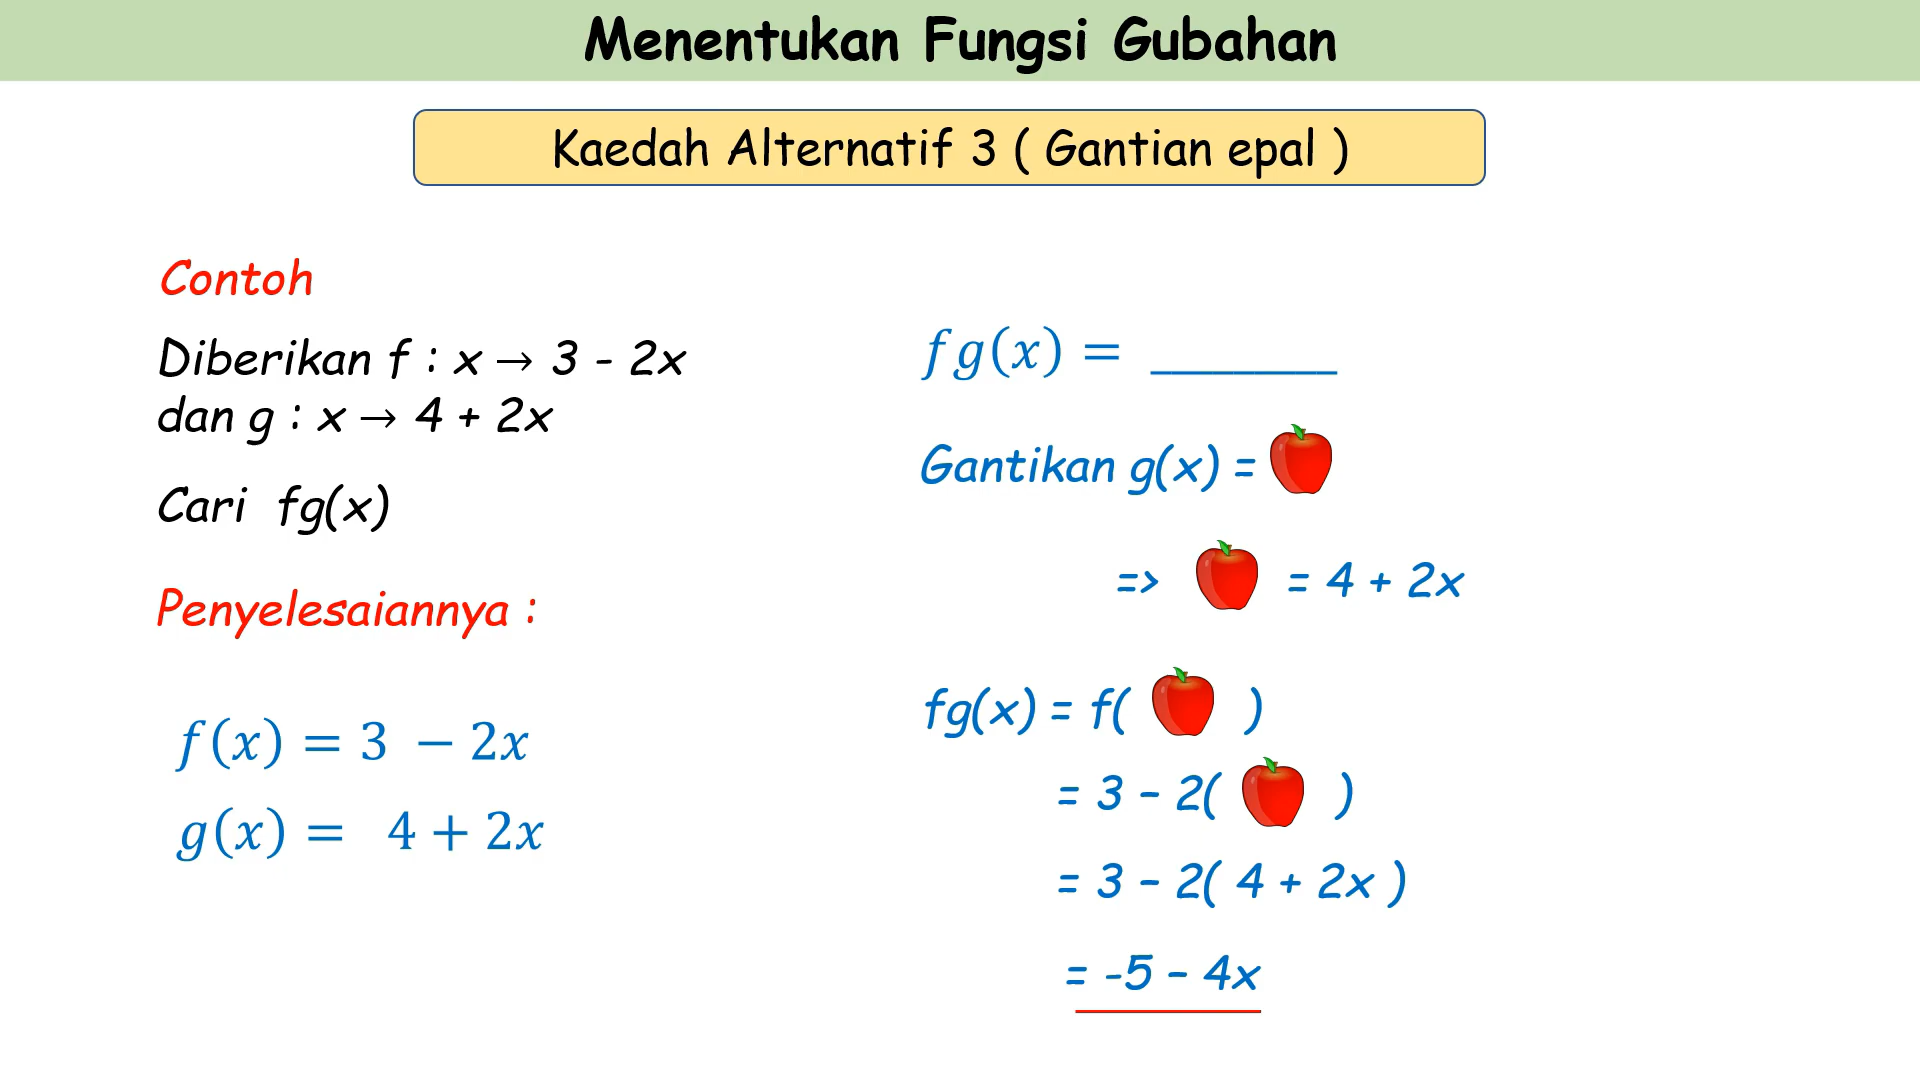 Menentukan Fungsi Gubahan
Kaedah Alternatif 3 ( Gantian epal )
Contoh
Diberikan f : x → 3 - 2x
dan g : x → 4 + 2x
Cari fg(x)
Penyelesaiannya :
f(x) = 3 − 2x
g(x) = 4 + 2x
fg(x) = ________
Gantikan g(x) =
=> = 4 + 2x
fg(x) = f( )
= 3 – 2( )
= 3 – 2( 4 + 2x )
= -5 – 4x